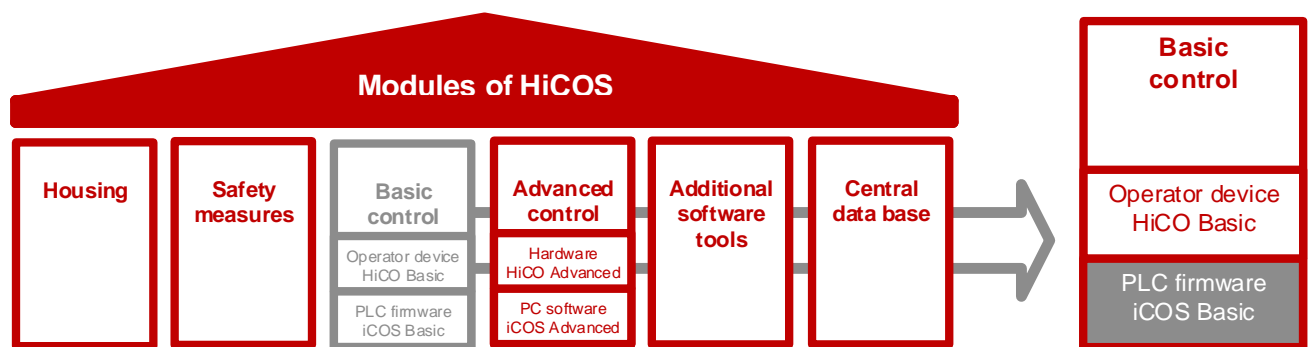 Modules of HiCOS
Housing
Safety
measures
Basic
control
Operator device
HiCO Basic
PLC firmware
iCOS Basic
Advanced
control
Hardware
HiCO Advanced
PC software
iCOS Advanced
Additional
software
tools
Central
data base
Basic
control
Operator device
HiCO Basic
PLC firmware
iCOS Basic